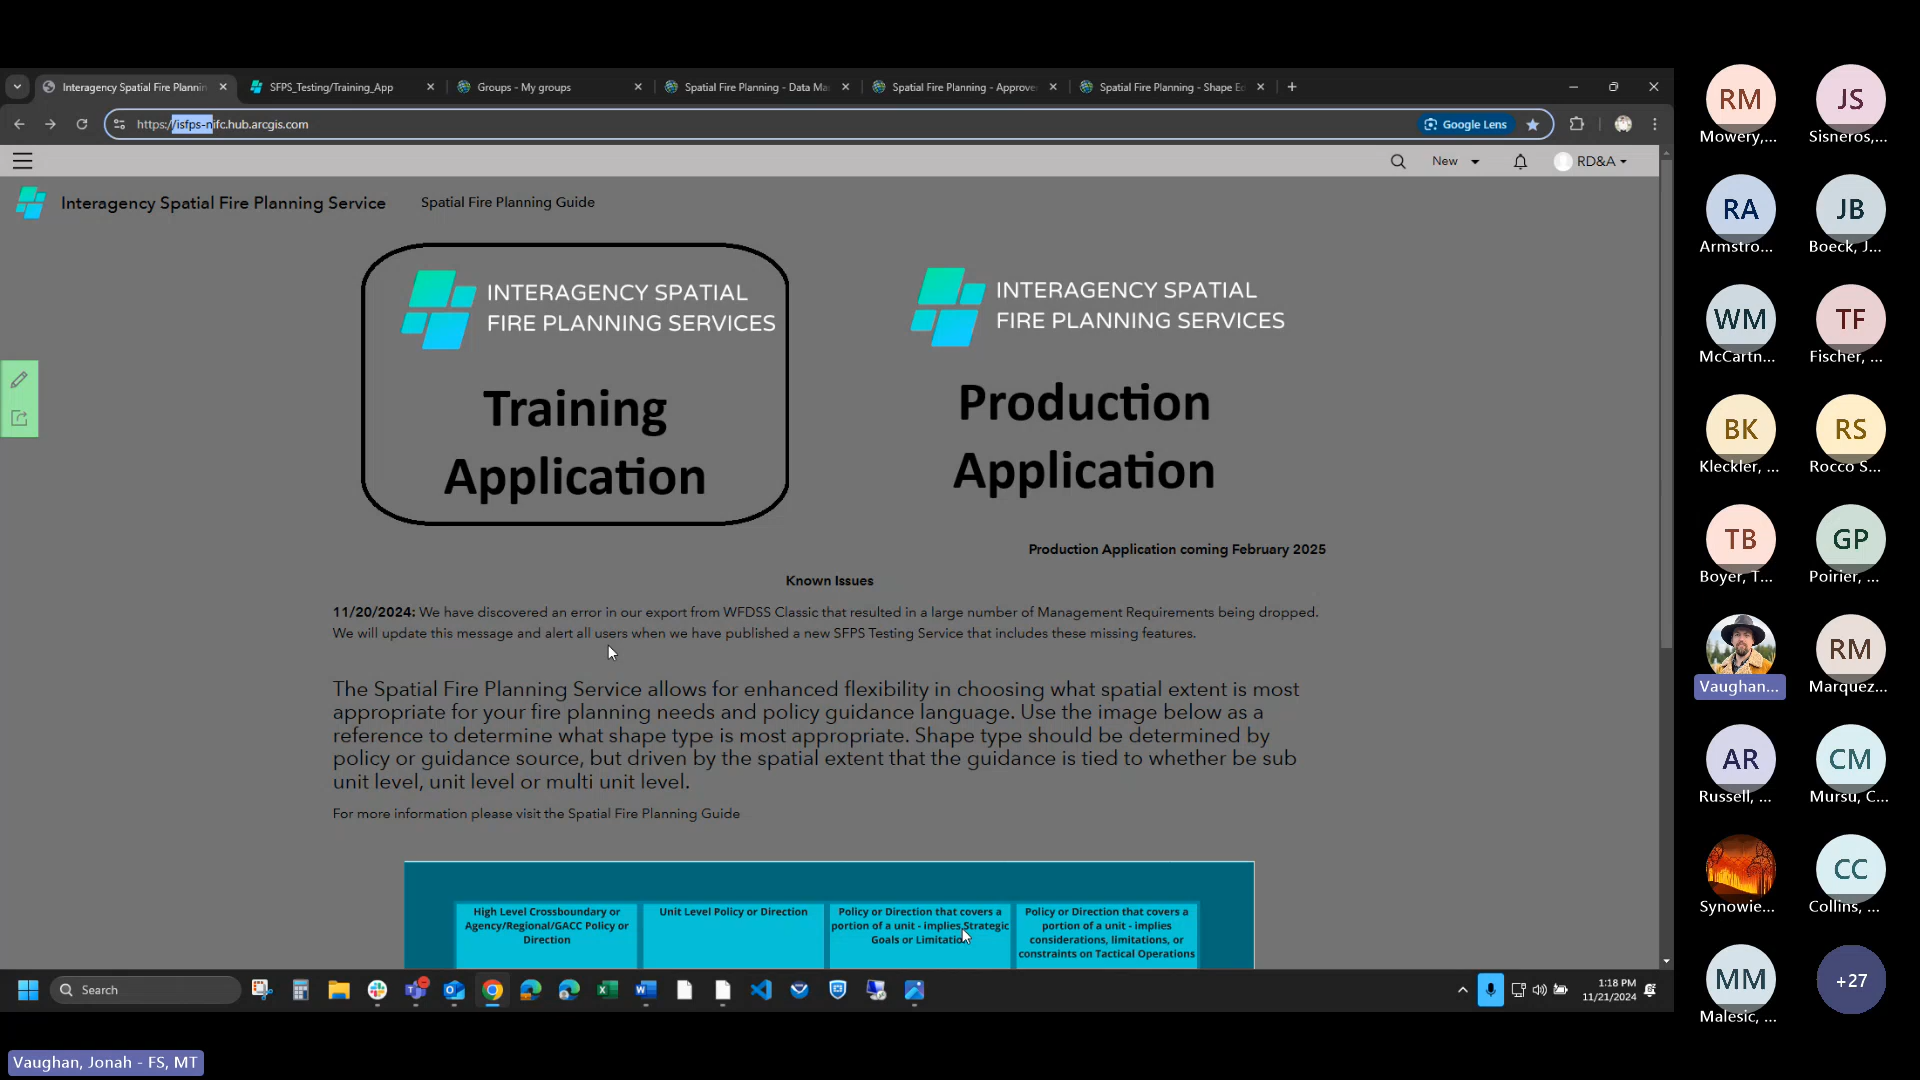 Interagency Spatial Fire Plannin
SFPS_Testing/Training_App
Groups - My groups
Spatial Fire Planning - Data Ma
Spatial Fire Planning - Approve
Spatial Fire Planning - Shape Ed
https://isfps-nifc.hub.arcgis.com
Google Lens
New
RD&A
Interagency Spatial Fire Planning Service
Spatial Fire Planning Guide
INTERAGENCY SPATIAL
FIRE PLANNING SERVICES
Training
Application
INTERAGENCY SPATIAL
FIRE PLANNING SERVICES
Production
Application
Production Application coming February 2025
Known Issues
11/20/2024: We have discovered an error in our export from WFDSS Classic that resulted in a large number of Management Requirements being dropped.
We will update this message and alert all users when we have published a new SFPS Testing Service that includes these missing features.
The Spatial Fire Planning Service allows for enhanced flexibility in choosing what spatial extent is most
appropriate for your fire planning needs and policy guidance language. Use the image below as a
reference to determine what shape type is most appropriate. Shape type should be determined by
policy or guidance source, but driven by the spatial extent that the guidance is tied to whether be sub
unit level, unit level or multi unit level.
For more information please visit the Spatial Fire Planning Guide
High Level Crossboundary or
Agency/Regional/GACC Policy or
Direction
Unit Level Policy or Direction
Policy or Direction that covers a
portion of a unit - implies Strategic
Goals or Limitation
Policy or Direction that covers a
portion of a unit - implies
considerations, limitations, or
constraints on Tactical Operations
Search
1:18 PM
11/21/2024
RM
Mowery,...
JS
Sisneros,...
RA
Armstro...
JB
Boeck, J...
WM
McCartn...
TF
Fischer, ...
BK
Kleckler, ...
RS
Rocco S...
TB
Boyer, T...
GP
Poirier, ...
Vaughan...
RM
Marquez...
AR
Russell, ...
CM
Mursu, C...
Synowie...
CC
Collins, ...
MM
Malesic, ...
+27
Vaughan, Jonah - FS, MT